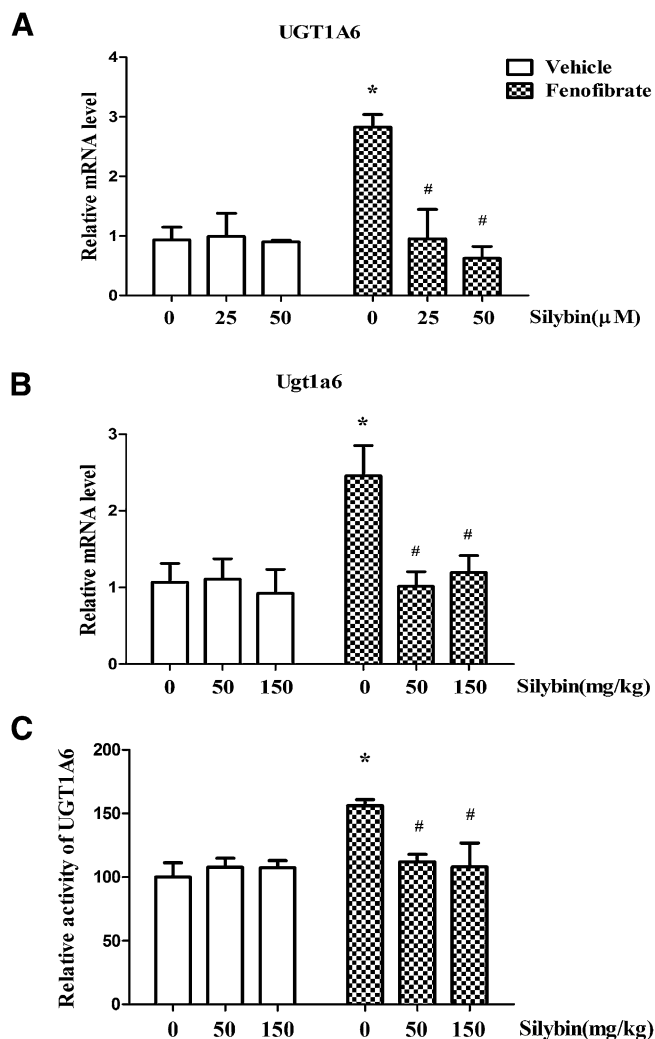 A
UGT1A6
Relative mRNA level
4
3
2
1
0
Vehicle
Fenofibrate
*
#
#
0 25 50 0 25 50 Silybin(μM)
B
Ugt1a6
Relative mRNA level
3
2
1
0
*
#
#
0 50 150 0 50 150 Silybin(mg/kg)
C
Relative activity of UGT1A6
200
150
100
50
0
*
#
#
0 50 150 0 50 150 Silybin(mg/kg)